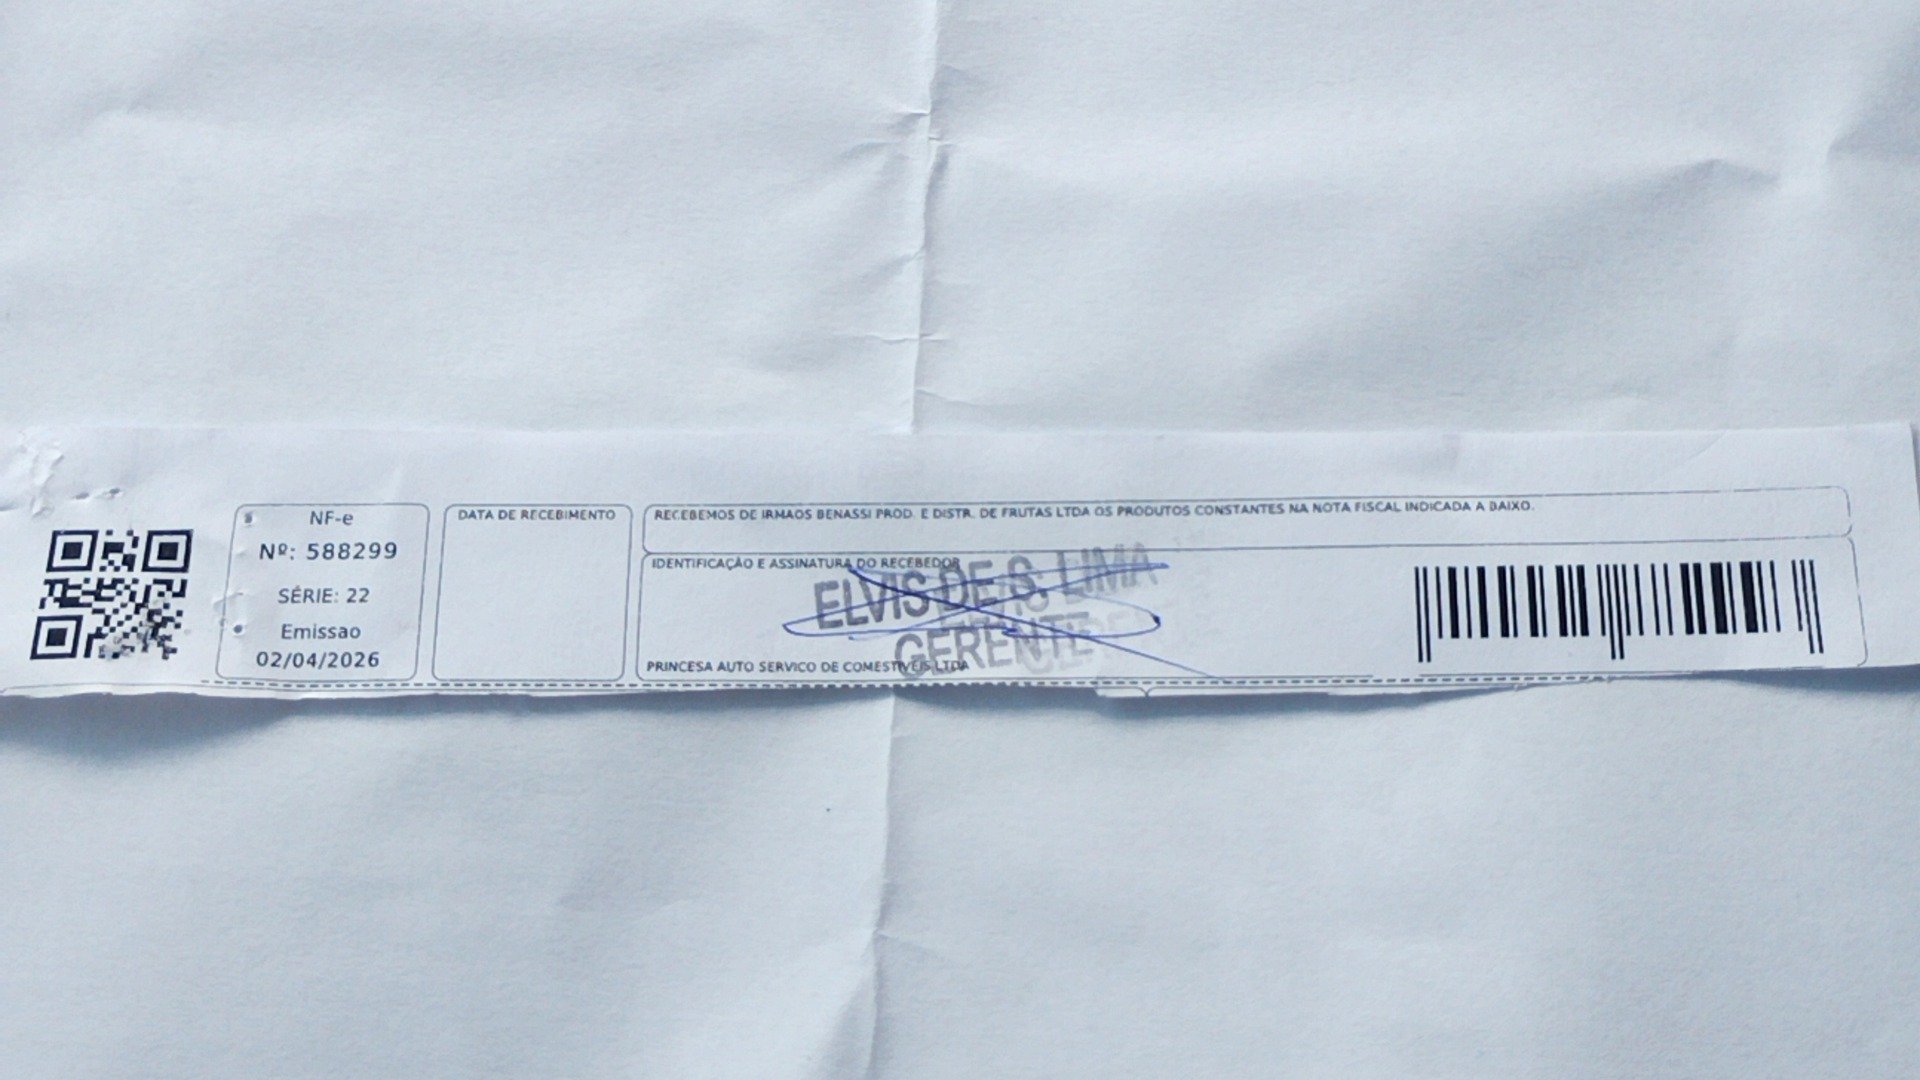 NF-e
Nº: 588299
SÉRIE: 22
Emissao
02/04/2026
DATA DE RECEBIMENTO
RECEBEMOS DE IRMAOS BENASSI PROD. E DISTR. DE FRUTAS LTDA OS PRODUTOS CONSTANTES NA NOTA FISCAL INDICADA A BAIXO.
IDENTIFICAÇÃO E ASSINATURA DO RECEBEDOR
ELVIS DE S. LIMA
GERENTE
PRINCESA AUTO SERVICO DE COMESTIVEIS LTDA